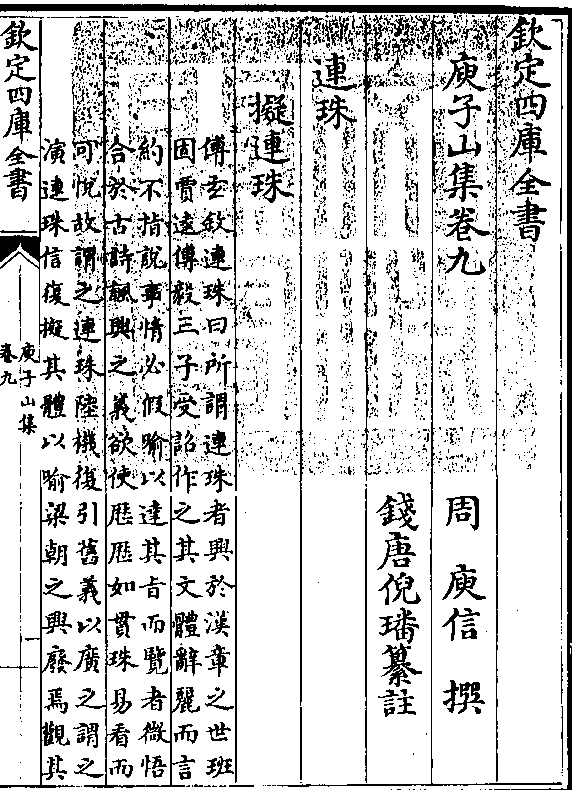 欽定四庫全書
庾子山集卷九
周 庾信 撰
錢唐倪璠纂註
連珠
擬連珠
傅玄敘連珠曰所謂連珠者興於漢章之世班
固賈逵傅毅三子受詔作之其文體辭麗而言
約不指說事情必假喻以達其旨而覽者微悟
合於古詩諷興之義欲使歷歷如貫珠易看而
可悅故謂之連珠陸機復引舊義以廣之謂之
演連珠信復擬其體以喻梁朝之興廢焉觀其
欽定四庫全書
庾子山集
卷九